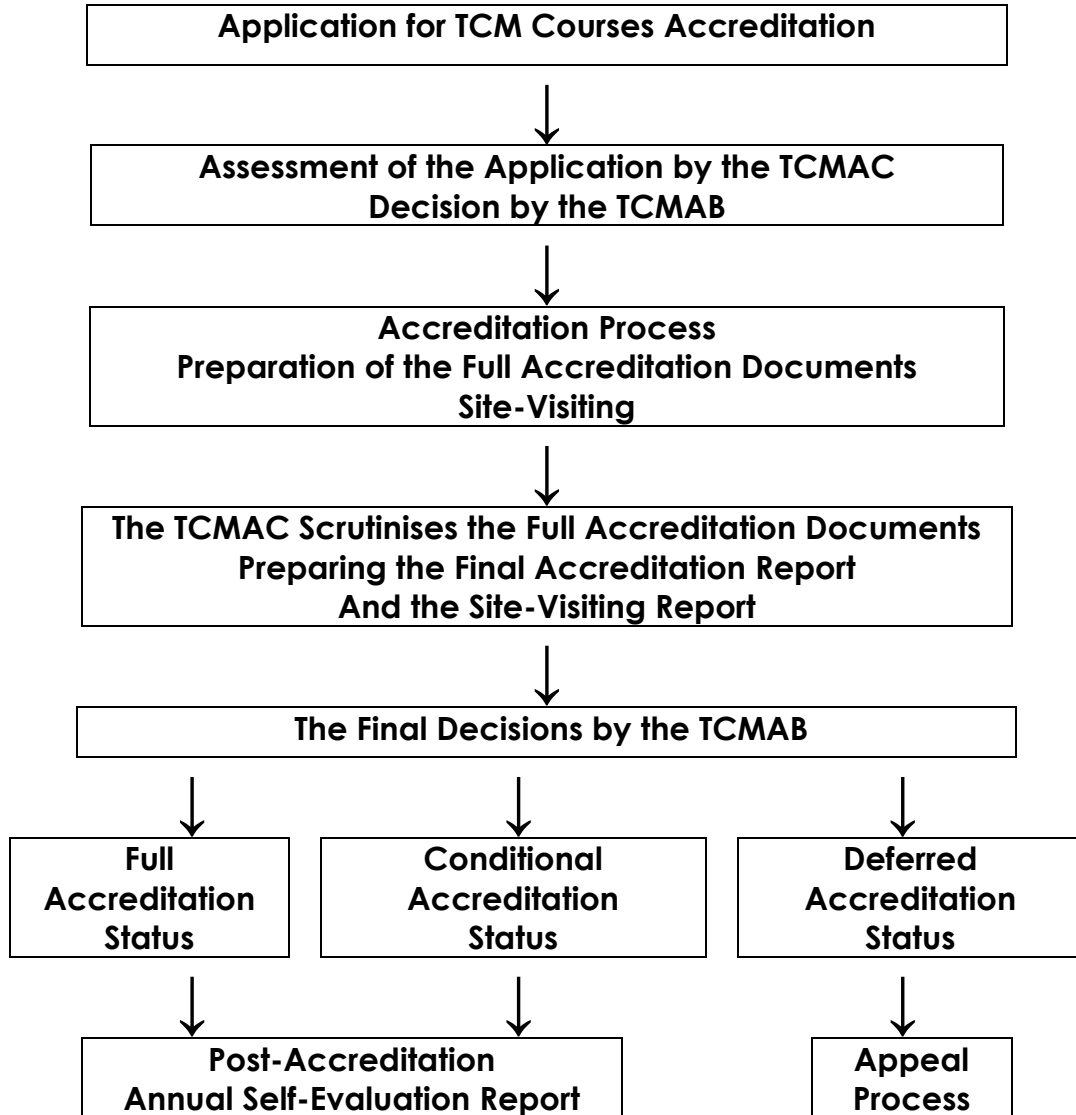 Application for TCM Courses Accreditation
Assessment of the Application by the TCMAC
Decision by the TCMAB
Accreditation Process
Preparation of the Full Accreditation Documents
Site-Visiting
The TCMAC Scrutinises the Full Accreditation Documents
Preparing the Final Accreditation Report
And the Site-Visiting Report
The Final Decisions by the TCMAB
Full
Accreditation
Status
Conditional
Accreditation
Status
Deferred
Accreditation
Status
Post-Accreditation
Annual Self-Evaluation Report
Appeal
Process